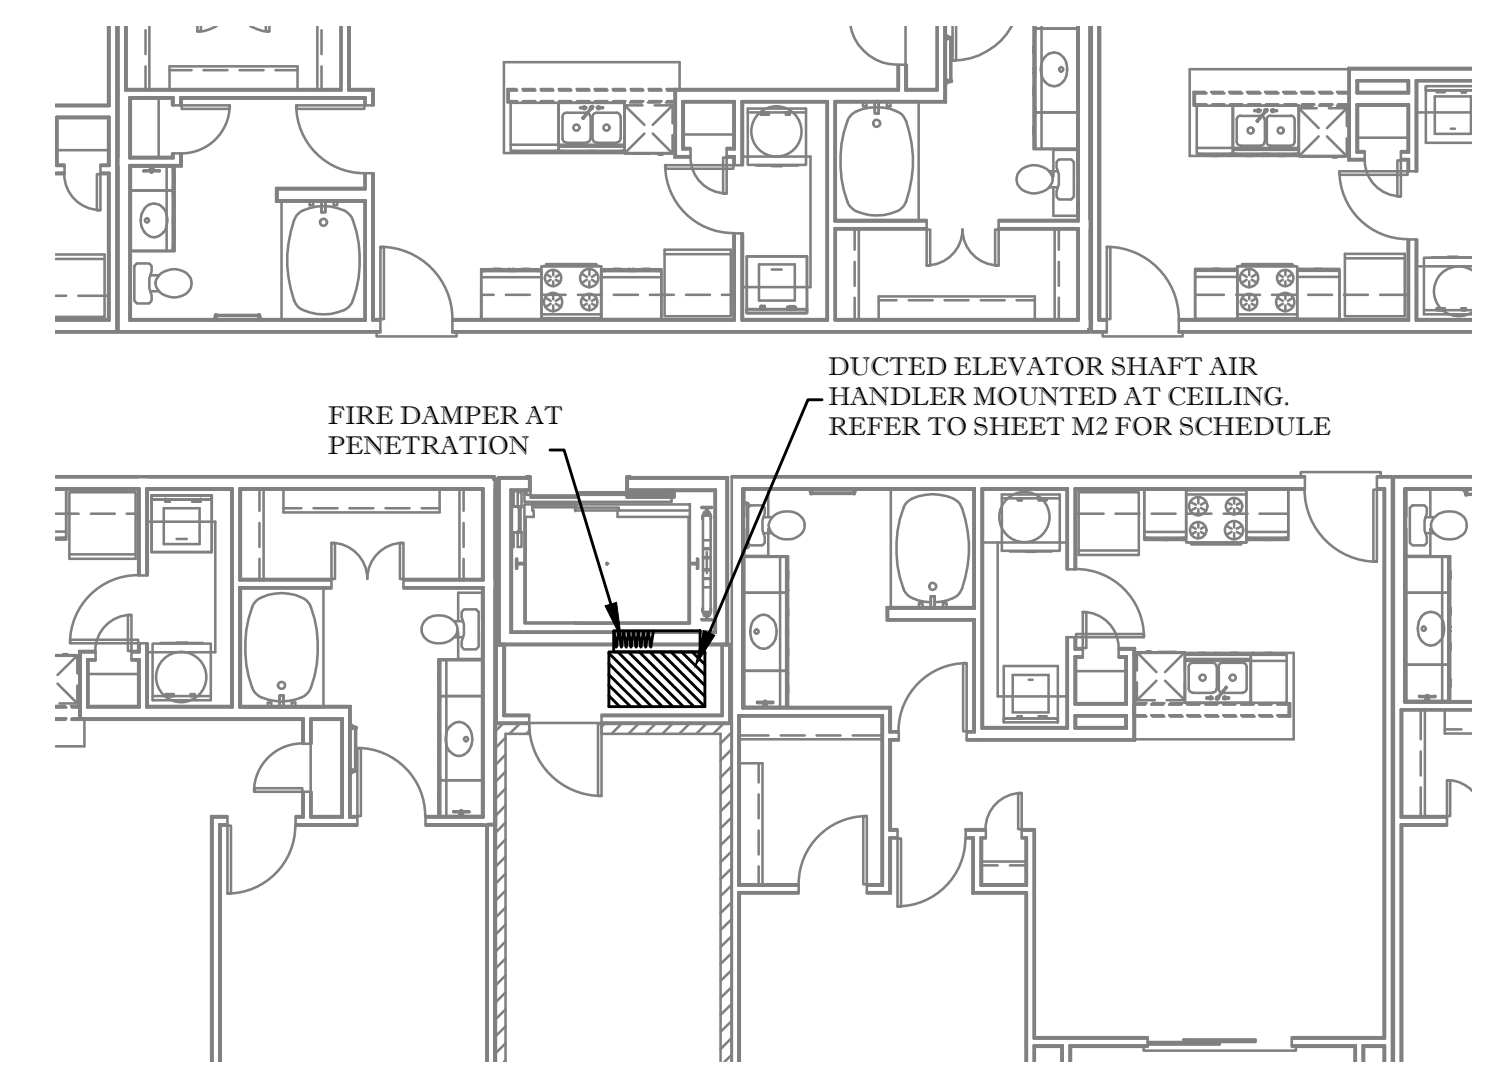 DUCTED ELEVATOR SHAFT AIR
HANDLER MOUNTED AT CEILING.
REFER TO SHEET M2 FOR SCHEDULE
FIRE DAMPER AT
PENETRATION